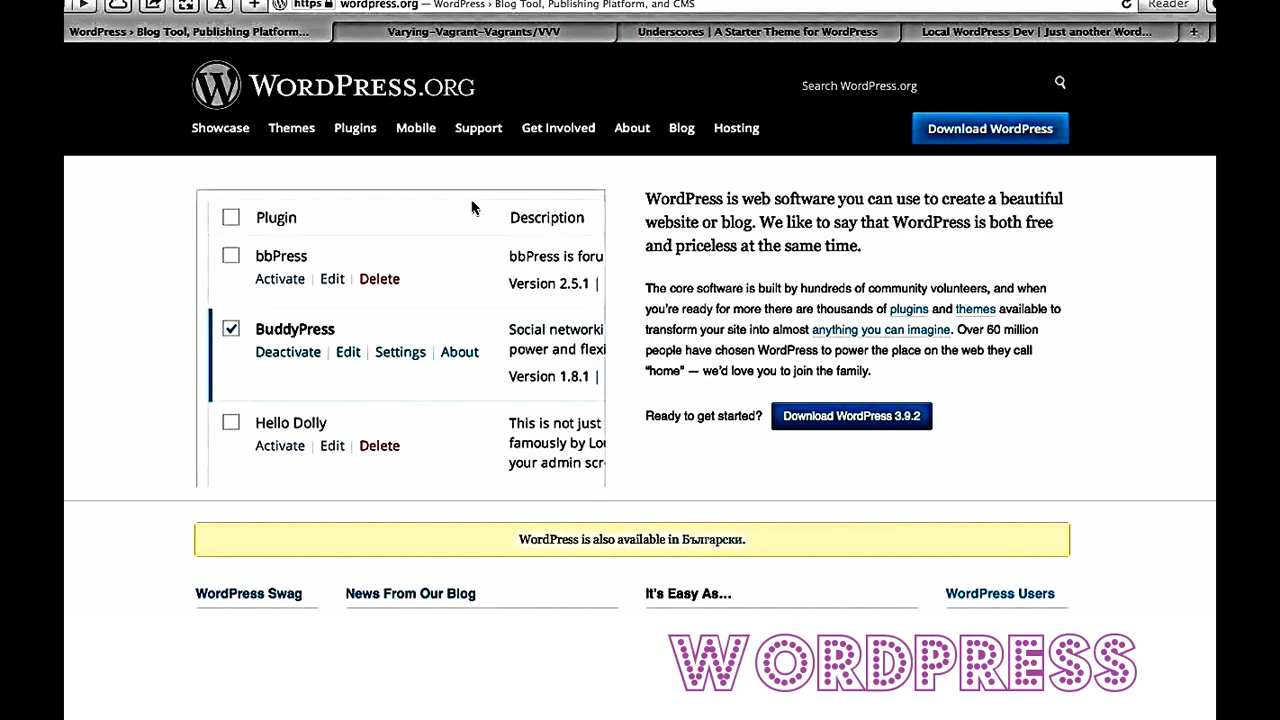 https wordpress.org — WordPress › Blog Tool, Publishing Platform, and CMS
Reader
WordPress › Blog Tool, Publishing Platform...
Varying-Vagrant-Vagrants/VVV
Underscores | A Starter Theme for WordPress
Local WordPress Dev | Just another Word...
WORDPRESS.ORG
Search WordPress.org
Showcase Themes Plugins Mobile Support Get Involved About Blog Hosting
Download WordPress
Plugin Description
bbPress bbPress is foru
Activate | Edit | Delete Version 2.5.1 |
BuddyPress Social networki
Deactivate | Edit | Settings | About power and flexi
Version 1.8.1 |
Hello Dolly This is not just
Activate | Edit | Delete famously by Lou
your admin scr
WordPress is web software you can use to create a beautiful
website or blog. We like to say that WordPress is both free
and priceless at the same time.
The core software is built by hundreds of community volunteers, and when
you're ready for more there are thousands of plugins and themes available to
transform your site into almost anything you can imagine. Over 60 million
people have chosen WordPress to power the place on the web they call
“home” — we'd love you to join the family.
Ready to get started? Download WordPress 3.9.2
WordPress is also available in Български.
WordPress Swag
News From Our Blog
It's Easy As...
WordPress Users
WORDPRESS